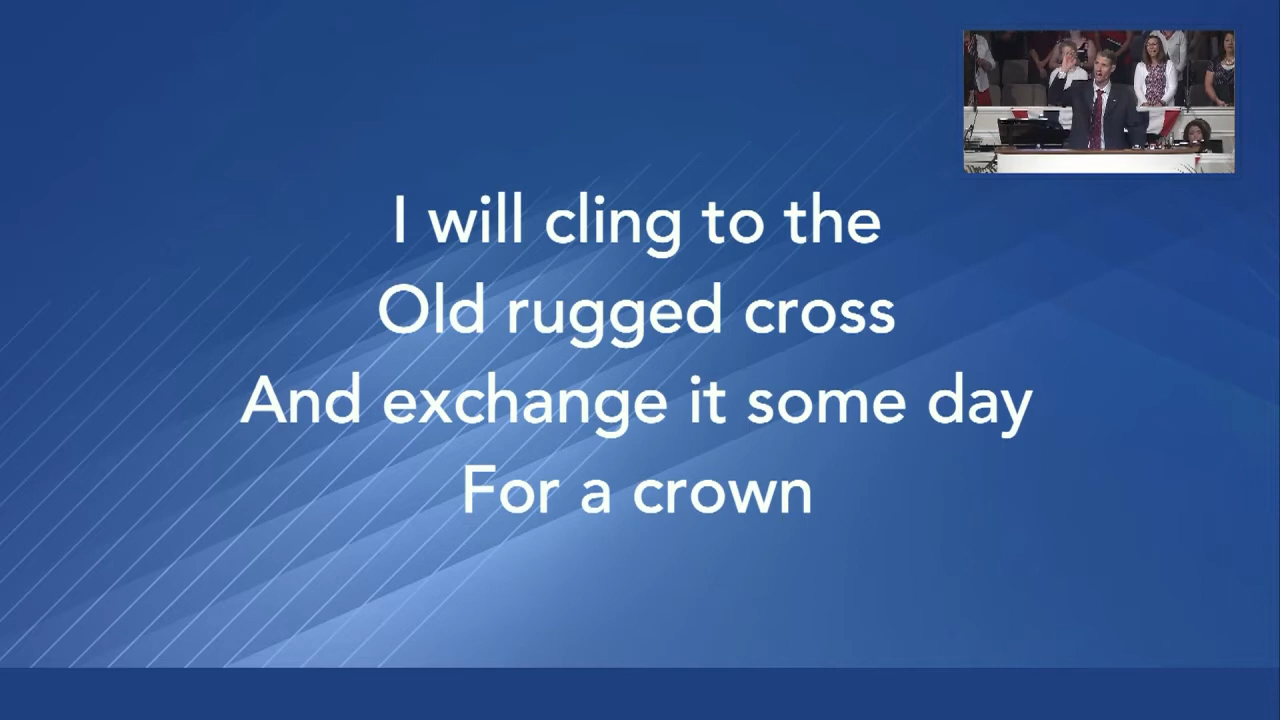 I will cling to the
Old rugged cross
And exchange it some day
For a crown